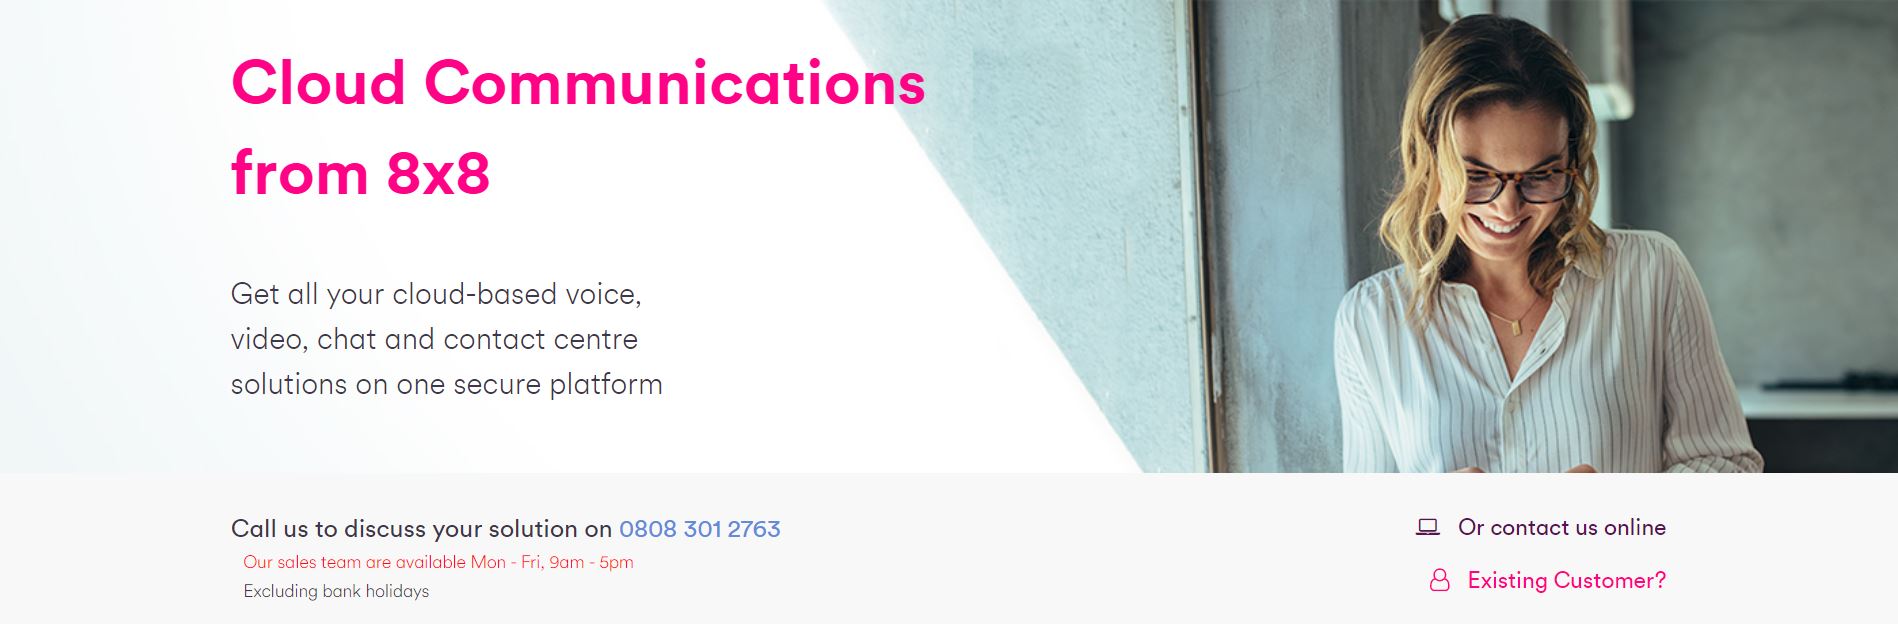 Cloud Communications
from 8x8
Get all your cloud-based voice,
video, chat and contact centre
solutions on one secure platform
Call us to discuss your solution on 0808 301 2763
Our sales team are available Mon - Fri, 9am - 5pm
Excluding bank holidays
Or contact us online
Existing Customer?